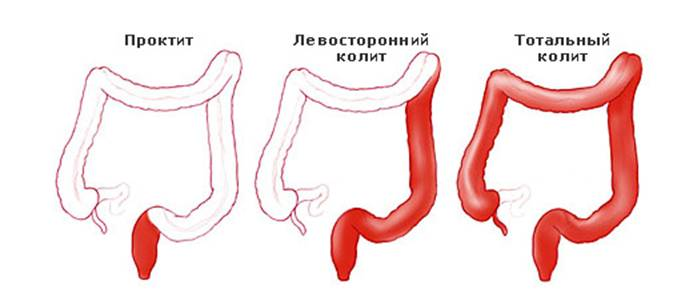 Проктит
Левосторонний
колит
Тотальный
колит